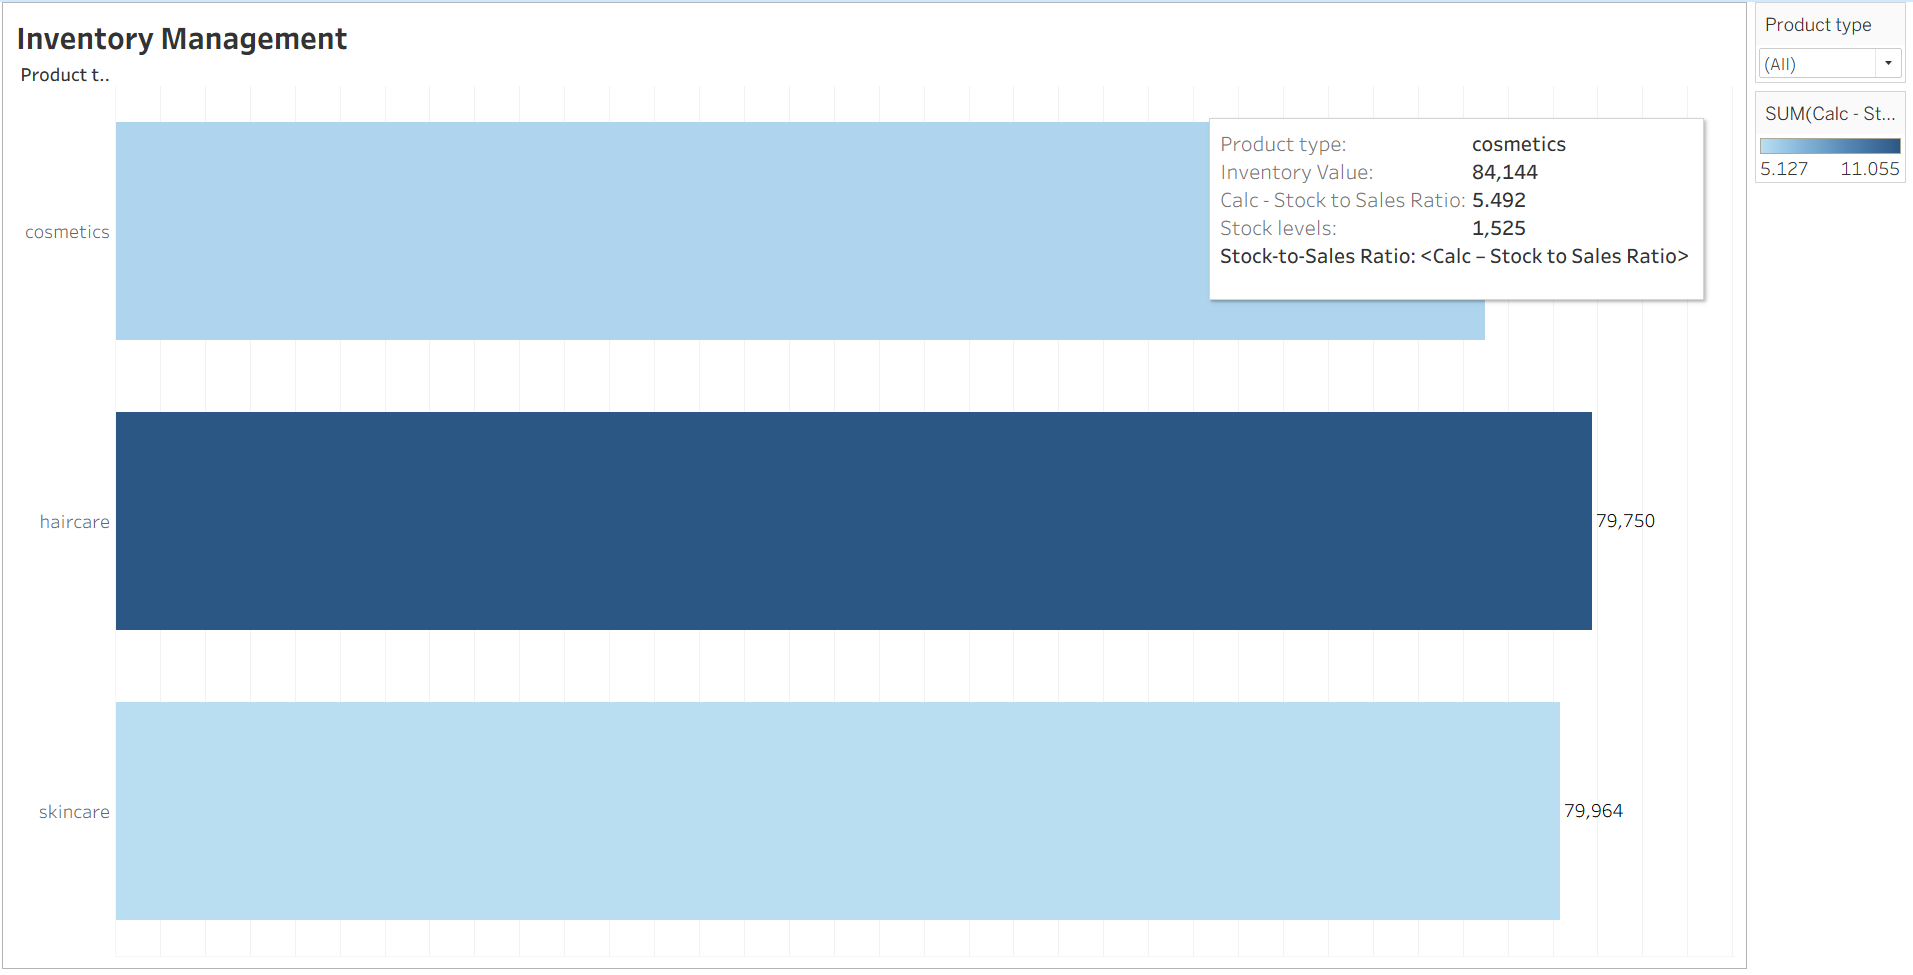 Inventory Management
Product t..
cosmetics
Product type: cosmetics
Inventory Value: 84,144
Calc - Stock to Sales Ratio: 5.492
Stock levels: 1,525
Stock-to-Sales Ratio: <Calc – Stock to Sales Ratio>
haircare
79,750
skincare
79,964
Product type
(All)
SUM(Calc - St...
5.127 11.055